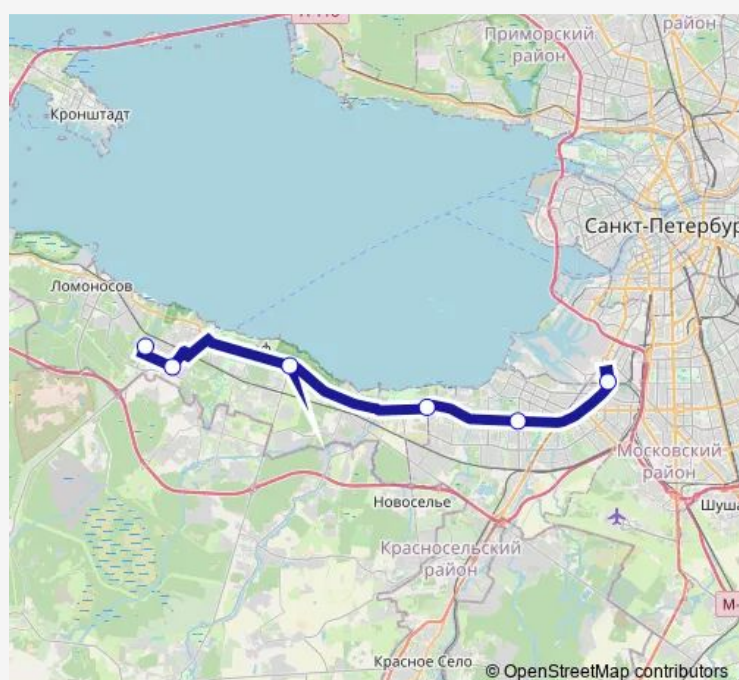 район
Приморский
район
Кронштадт
Санкт-Петербур
Ломоносов
Московский
район
Новоселье
Шуша
Красносельский
район
М-
Красное Село
© OpenStreetMap contributors